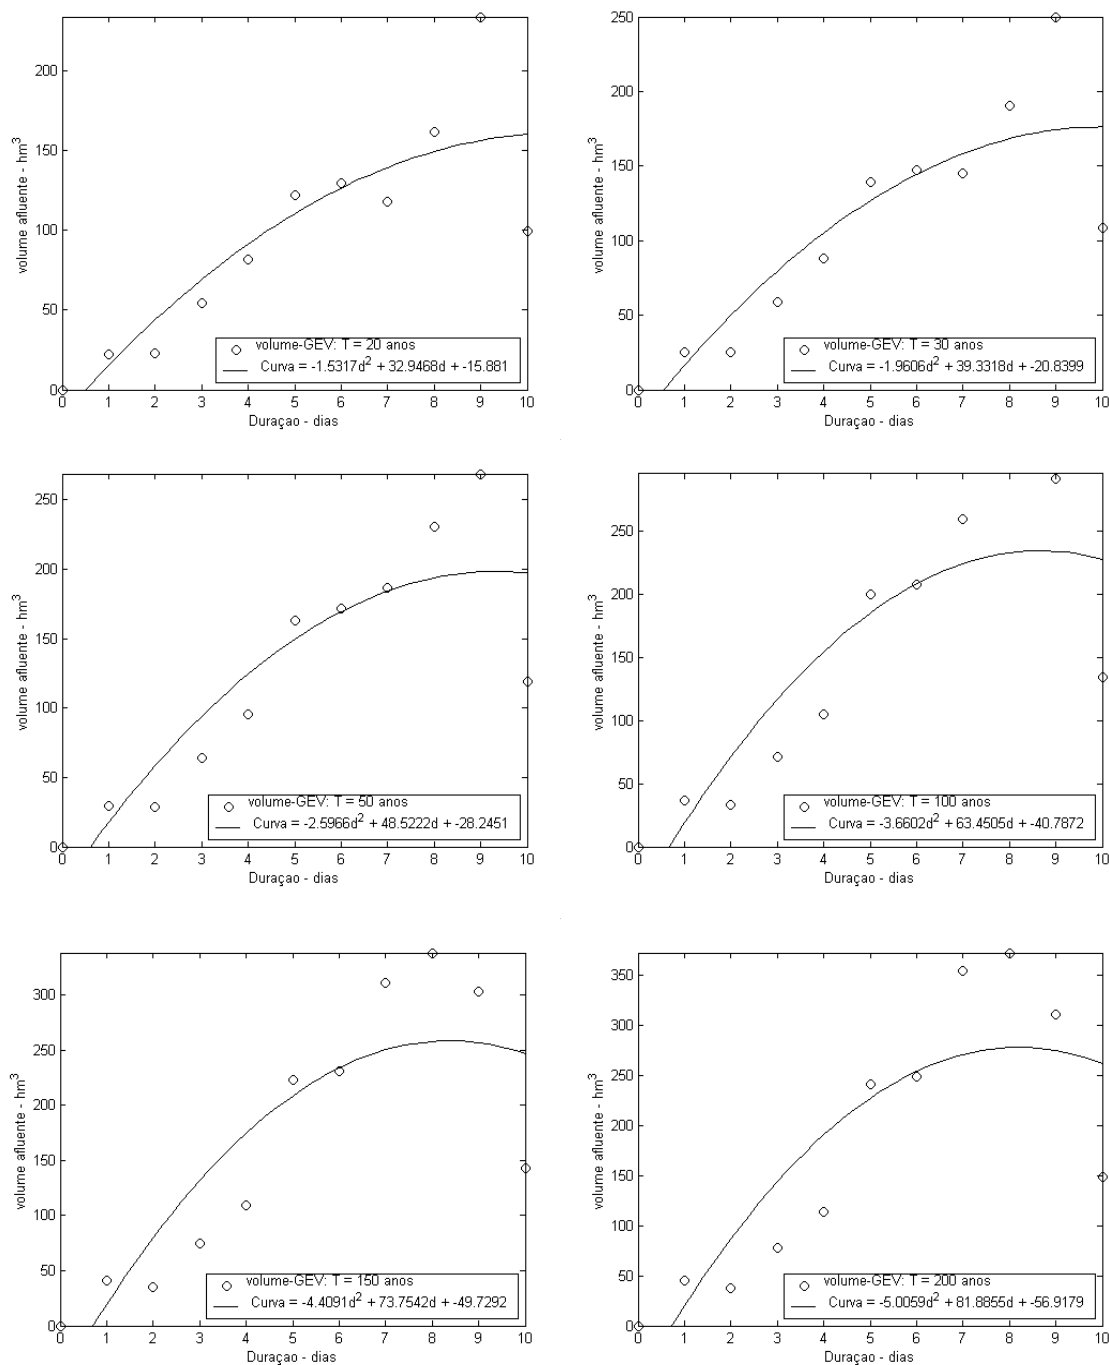 200
150
100
50
0
volume afluente - hm³
0 1 2 3 4 5 6 7 8 9 10
Duraçao - dias
volume-GEV: T = 20 anos
Curva = -1.5317d² + 32.9468d + -15.881
250
200
150
100
50
0
volume afluente - hm³
0 1 2 3 4 5 6 7 8 9 10
Duraçao - dias
volume-GEV: T = 30 anos
Curva = -1.9606d² + 39.3318d + -20.8399
250
200
150
100
50
0
volume afluente - hm³
0 1 2 3 4 5 6 7 8 9 10
Duraçao - dias
volume-GEV: T = 50 anos
Curva = -2.5966d² + 48.5222d + -28.2451
250
200
150
100
50
0
volume afluente - hm³
0 1 2 3 4 5 6 7 8 9 10
Duraçao - dias
volume-GEV: T = 100 anos
Curva = -3.6602d² + 63.4505d + -40.7872
300
250
200
150
100
50
0
volume afluente - hm³
0 1 2 3 4 5 6 7 8 9 10
Duraçao - dias
volume-GEV: T = 150 anos
Curva = -4.4091d² + 73.7542d + -49.7292
350
300
250
200
150
100
50
0
volume afluente - hm³
0 1 2 3 4 5 6 7 8 9 10
Duraçao - dias
volume-GEV: T = 200 anos
Curva = -5.0059d² + 81.8855d + -56.9179